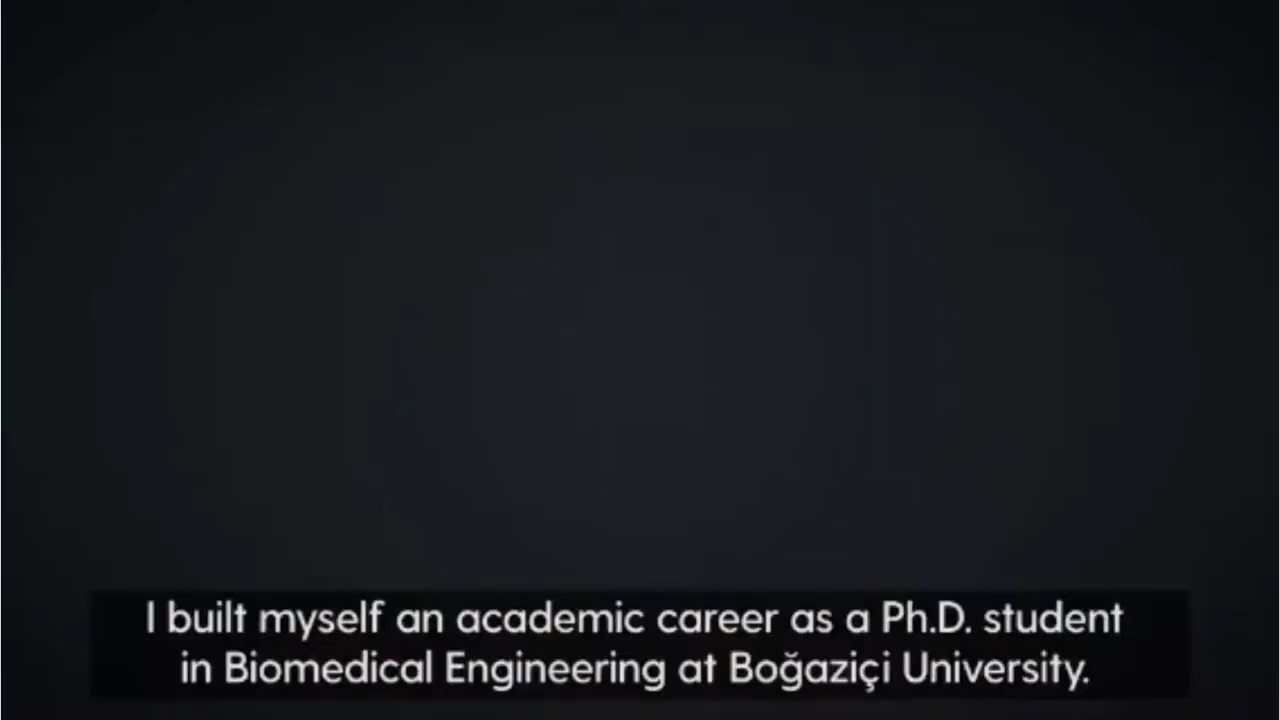 I built myself an academic career as a Ph.D. student
in Biomedical Engineering at Boğaziçi University.